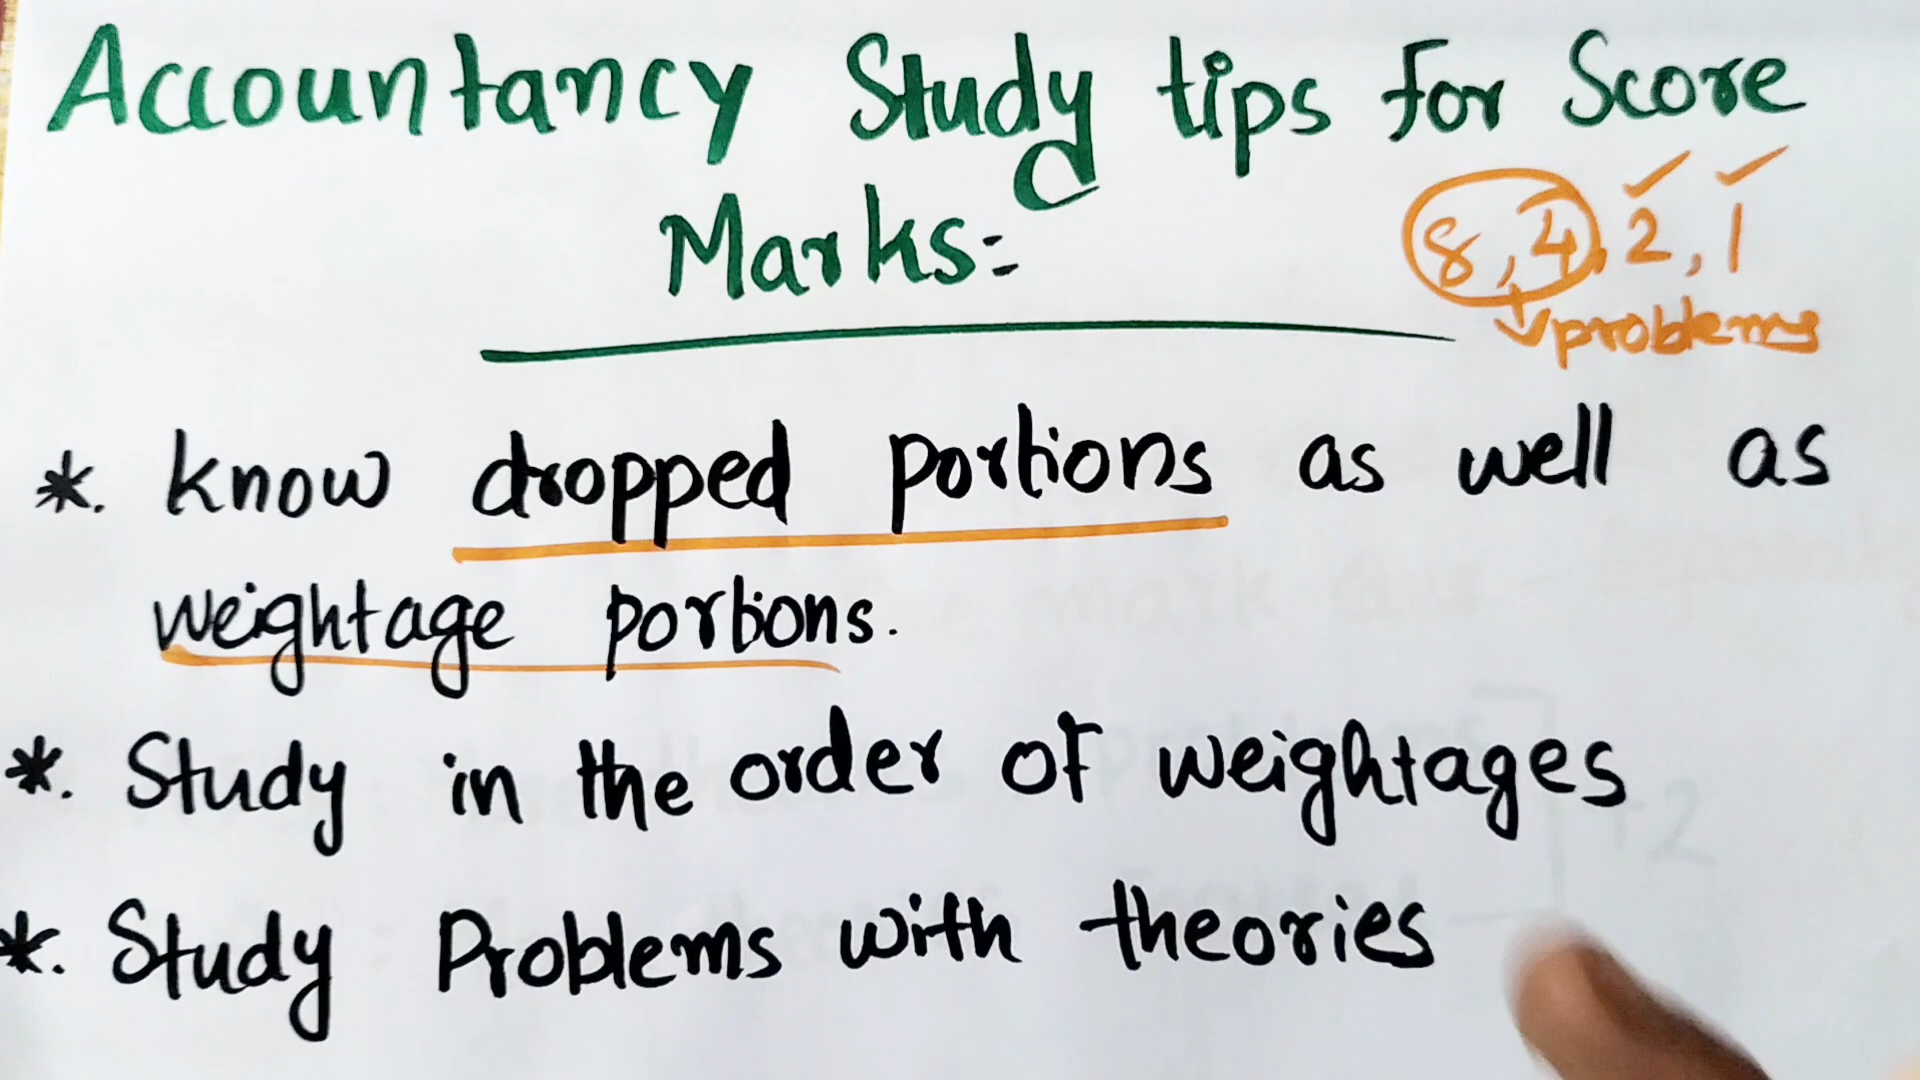 Accountancy Study tips for Score
Marks:-
8, 4, 2, 1
problems
*. know dropped portions as well as
weightage portions.
*. Study in the order of weightages
*. Study Problems with theories